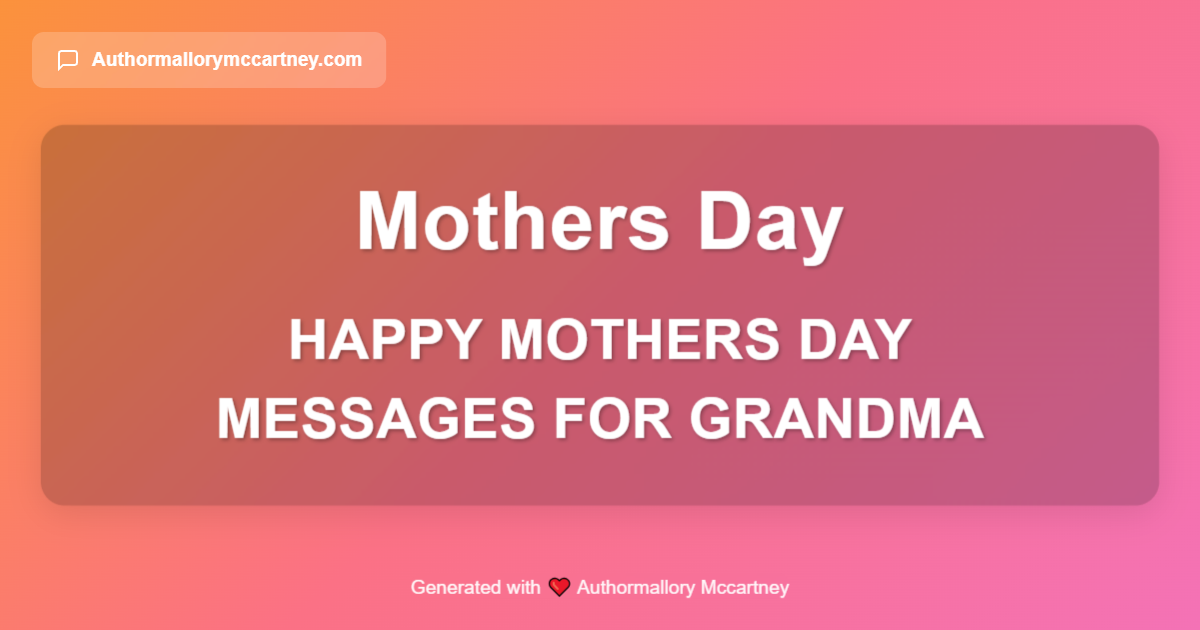 Authormallorymccartney.com
Mothers Day
HAPPY MOTHERS DAY
MESSAGES FOR GRANDMA
Generated with ❤️ Authormallory Mccartney